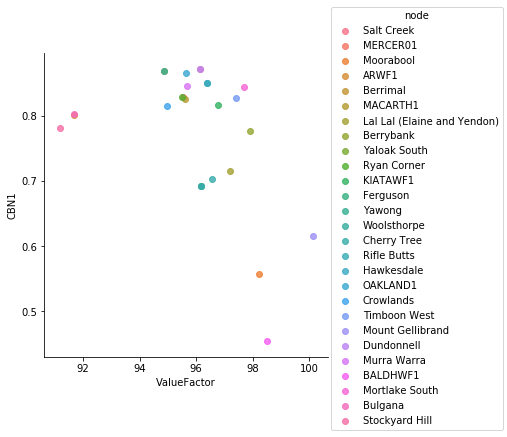 node
Salt Creek
MERCER01
Moorabool
ARWF1
Berrimal
MACARTH1
Lal Lal (Elaine and Yendon)
Berrybank
Yaloak South
Ryan Corner
KIATAWF1
Ferguson
Yawong
Woolsthorpe
Cherry Tree
Rifle Butts
Hawkesdale
OAKLAND1
Crowlands
Timboon West
Mount Gellibrand
Dundonnell
Murra Warra
BALDHWF1
Mortlake South
Bulgana
Stockyard Hill
CBN1
0.8
0.7
0.6
0.5
92 94 96 98 100
ValueFactor